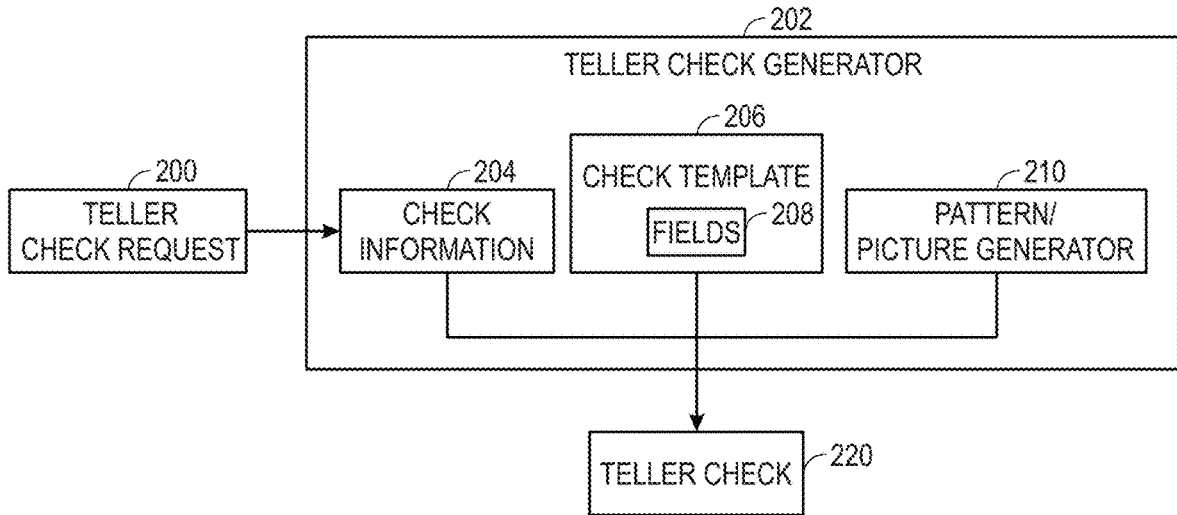 202
TELLER CHECK GENERATOR
206
CHECK TEMPLATE
FIELDS
208
200
TELLER
CHECK REQUEST
204
CHECK
INFORMATION
210
PATTERN/
PICTURE GENERATOR
TELLER CHECK
220